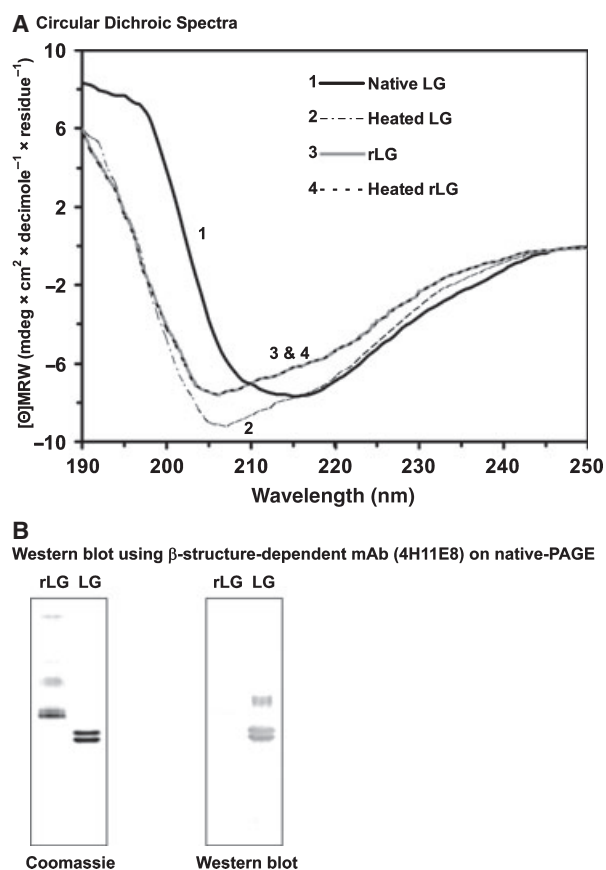 A Circular Dichroic Spectra
[Θ]MRW (mdeg × cm² × decimole⁻¹ × residue⁻¹)
10
6
2
−2
−6
−10
1 Native LG
2 Heated LG
3 rLG
4 Heated rLG
1
3 & 4
2
190 200 210 220 230 240 250
Wavelength (nm)
B
Western blot using β-structure-dependent mAb (4H11E8) on native-PAGE
rLG LG rLG LG
Coomassie Western blot